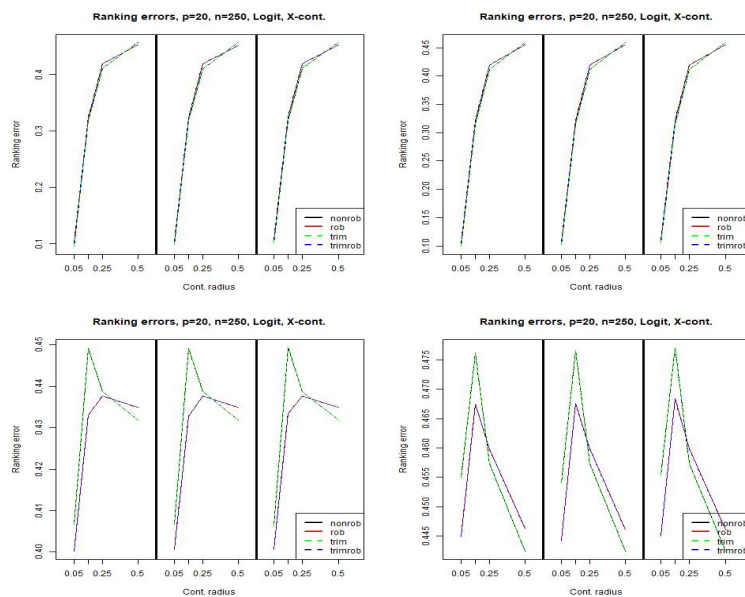 Ranking errors, p=20, n=250, Logit, X-cont.
Ranking error
0.4
0.3
0.2
0.1
nonrob
rob
trim
trimrob
0.05 0.25 0.5 0.05 0.25 0.5 0.05 0.25 0.5
Cont. radius
Ranking errors, p=20, n=250, Logit, X-cont.
Ranking error
0.45
0.40
0.35
0.30
0.25
0.20
0.15
0.10
nonrob
rob
trim
trimrob
0.05 0.25 0.5 0.05 0.25 0.5 0.05 0.25 0.5
Cont. radius
Ranking errors, p=20, n=250, Logit, X-cont.
Ranking error
0.45
0.44
0.43
0.42
0.41
0.40
nonrob
rob
trim
trimrob
0.05 0.25 0.5 0.05 0.25 0.5 0.05 0.25 0.5
Cont. radius
Ranking errors, p=20, n=250, Logit, X-cont.
Ranking error
0.475
0.470
0.465
0.460
0.455
0.450
0.445
nonrob
rob
trim
trimrob
0.05 0.25 0.5 0.05 0.25 0.5 0.05 0.25 0.5
Cont. radius